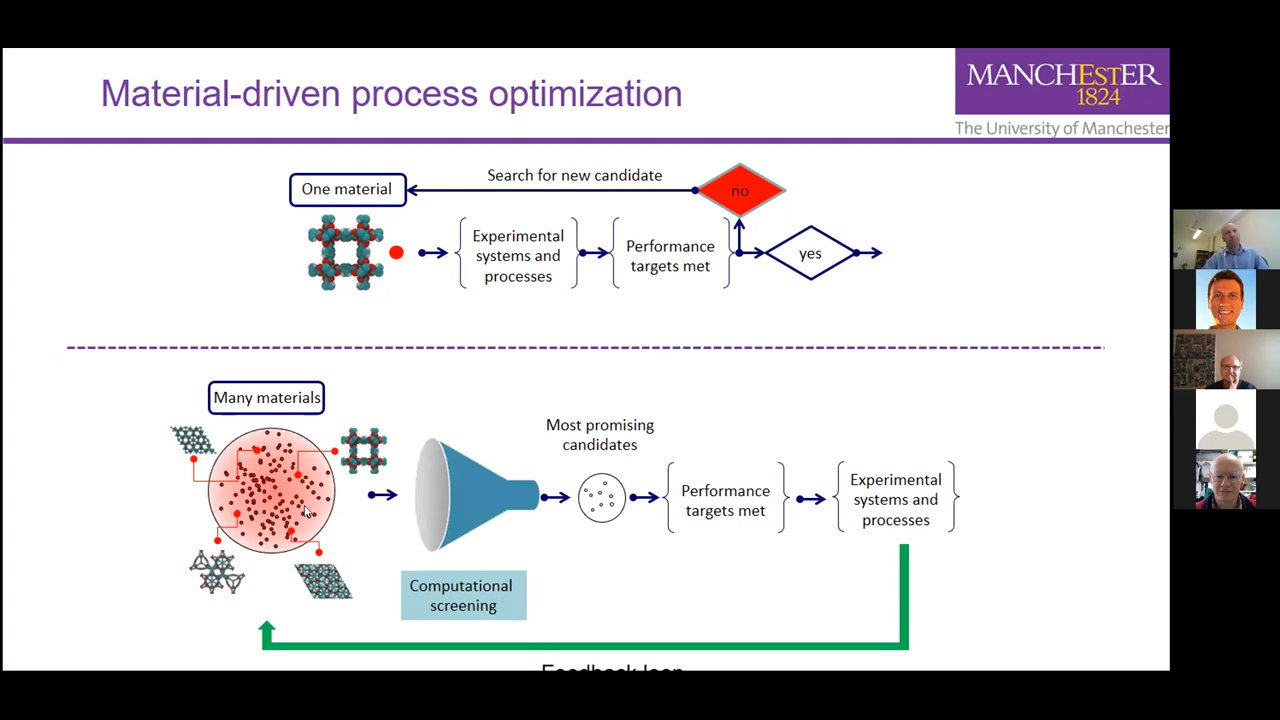 Material-driven process optimization
MANCHEsTER
1824
The University of Manchester
One material
Search for new candidate
no
Experimental
systems and
processes
Performance
targets met
yes
Many materials
Most promising
candidates
Performance
targets met
Experimental
systems and
processes
Computational
screening
Feedback loop